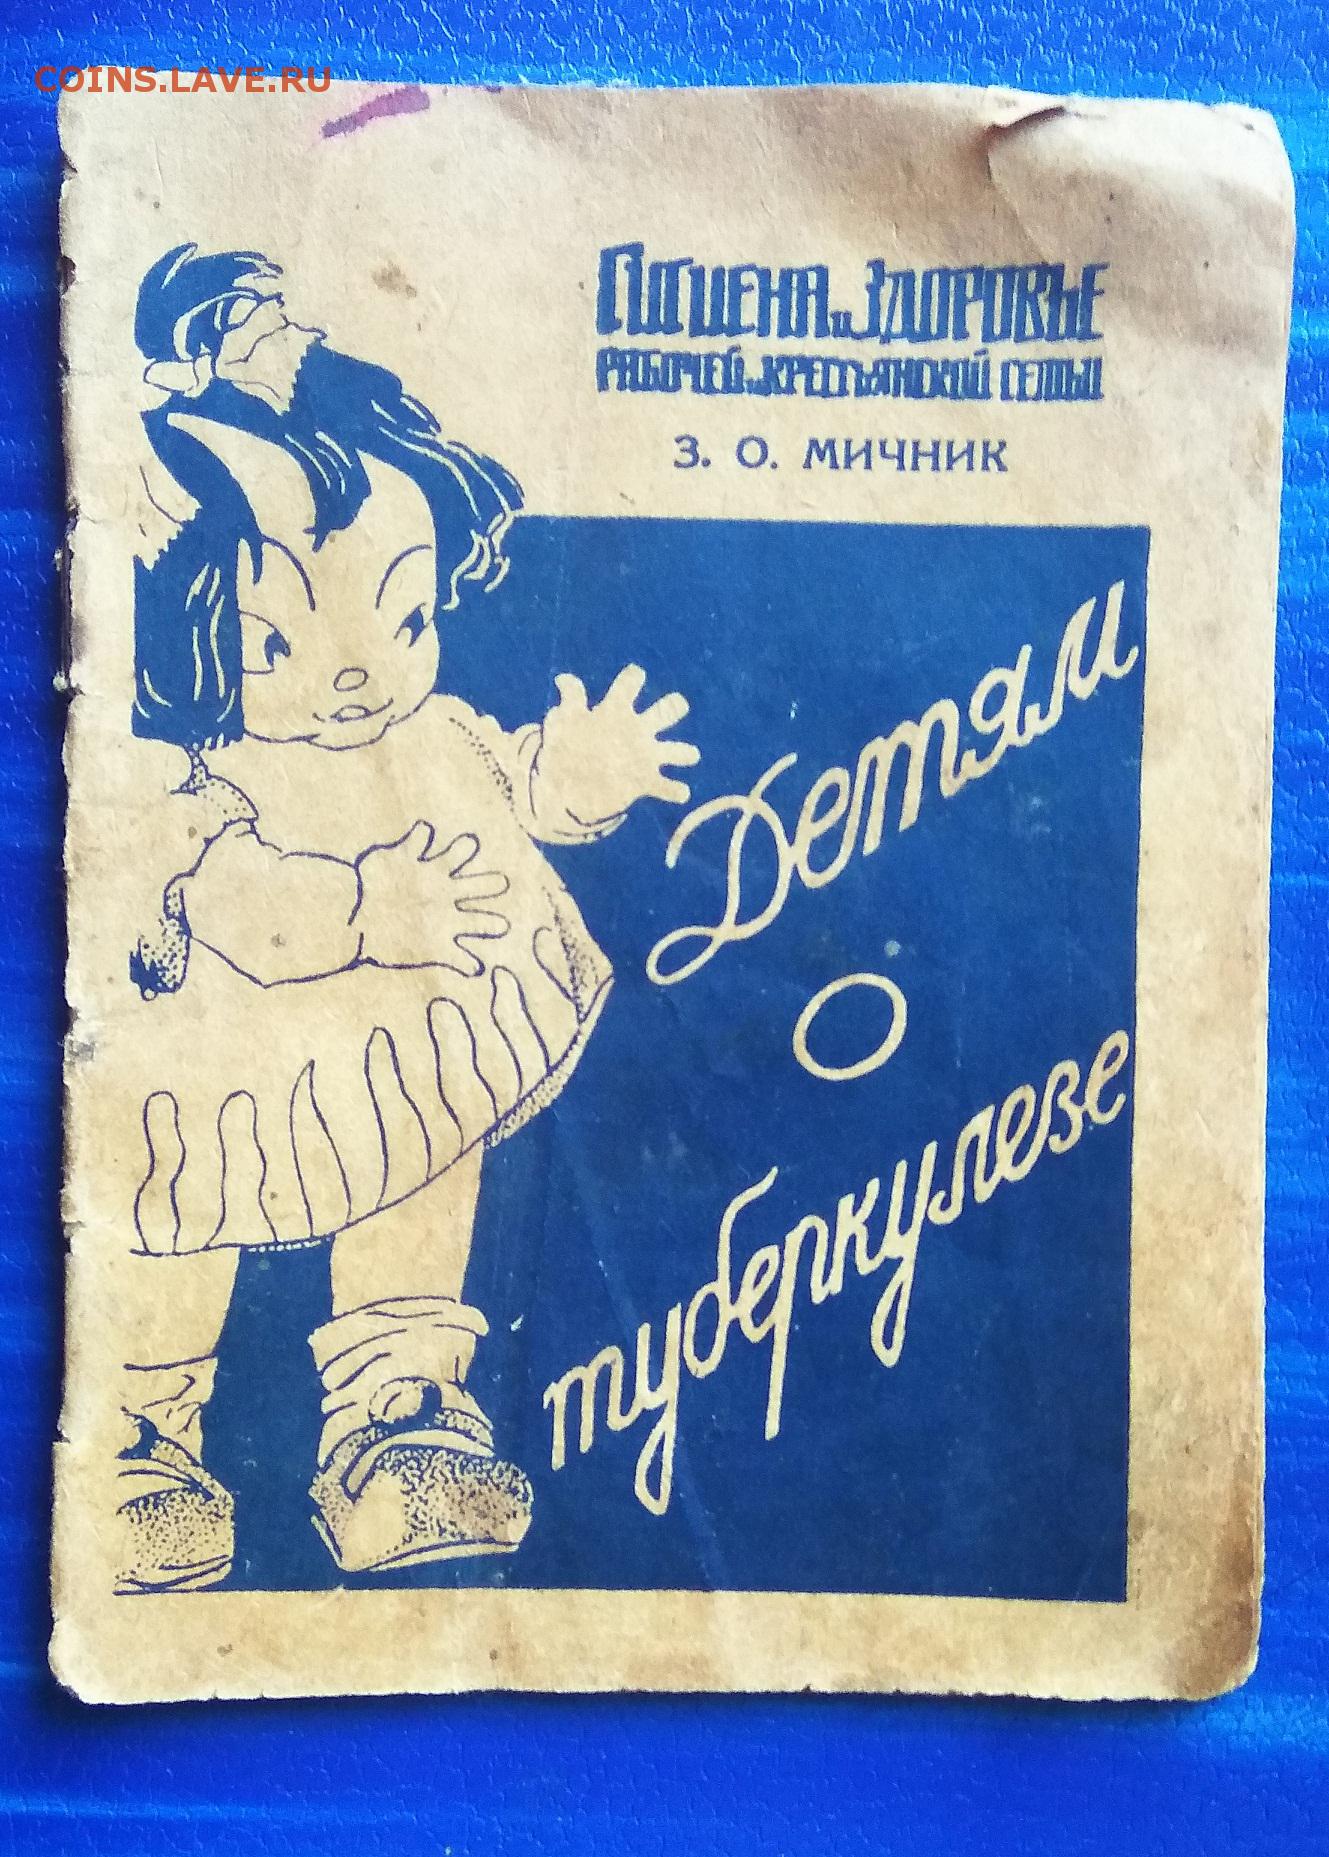 COINS.LAVE.RU
ГИГИЕНА и ЗДОРОВЬЕ
РАБОЧЕЙ и КРЕСТЬЯНСКОЙ СЕМЬИ
З. О. МИЧНИК
Детям
о
туберкулезе